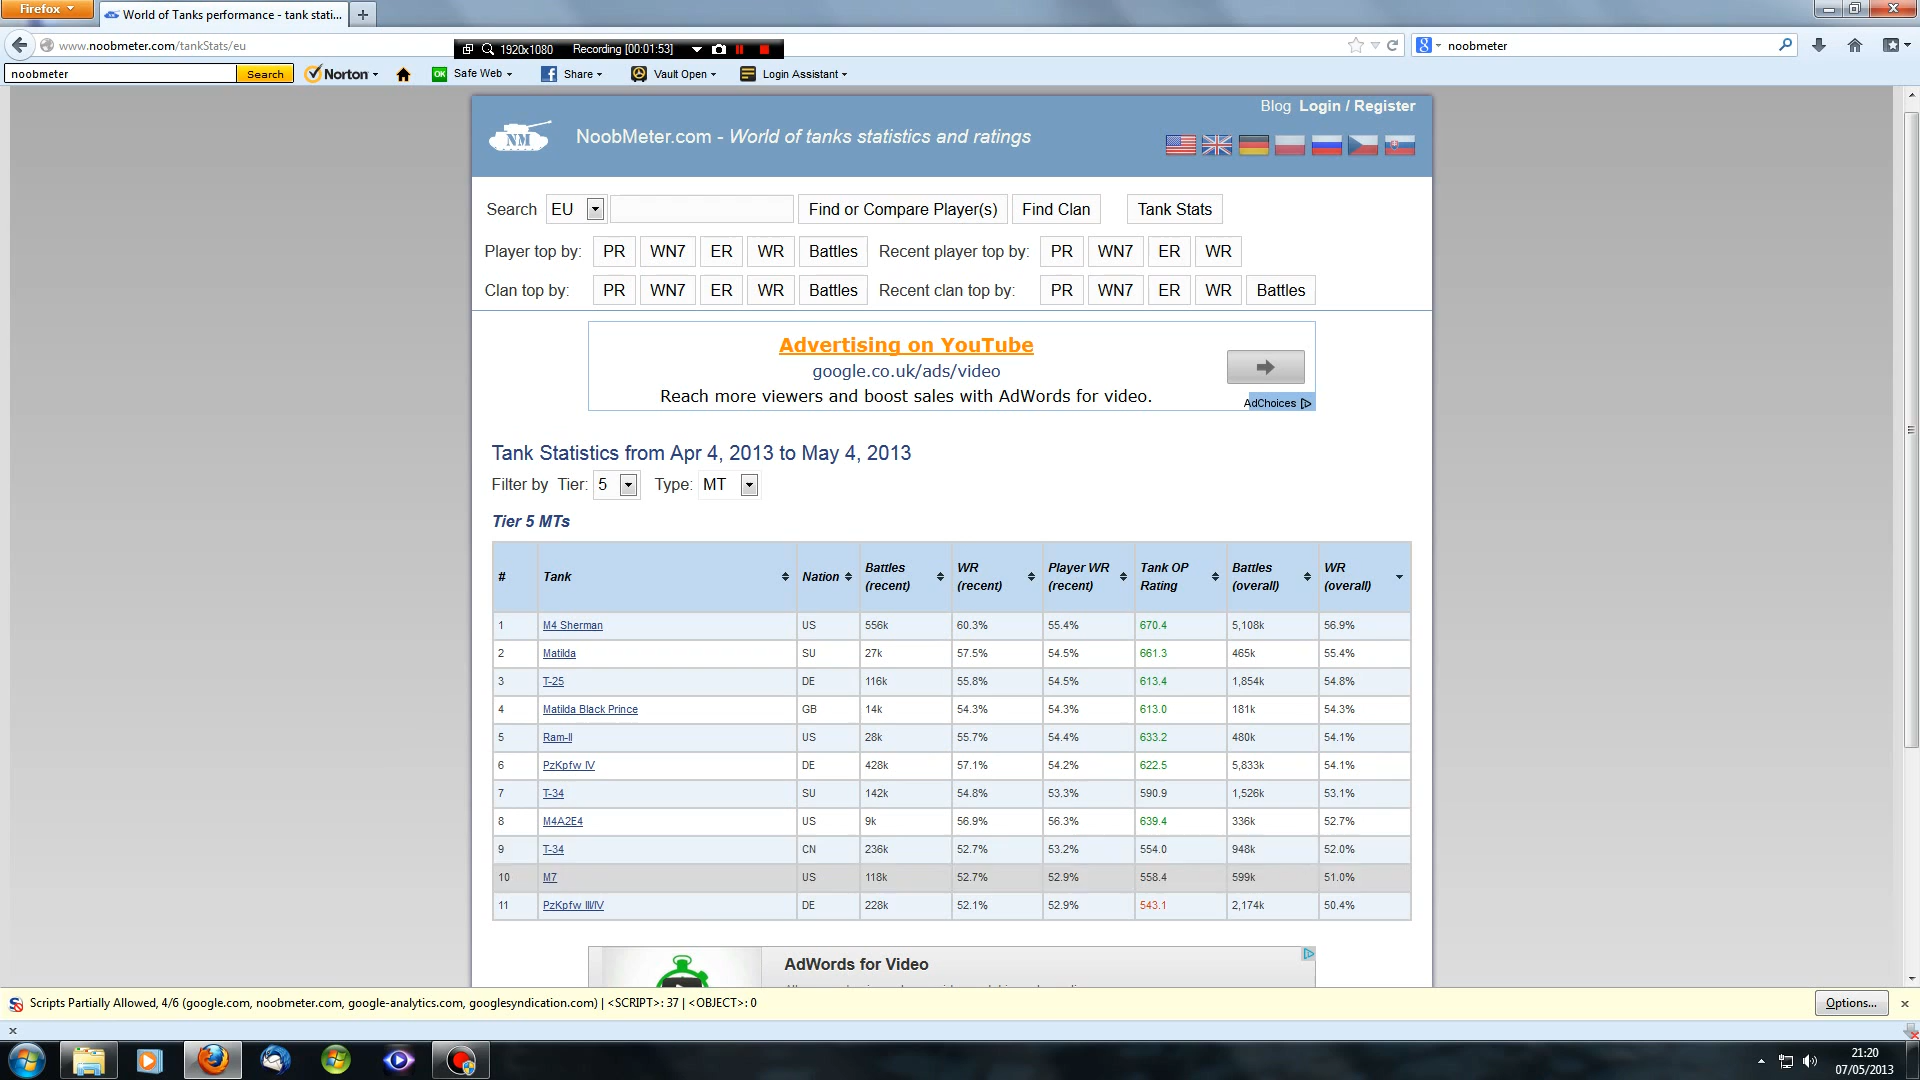 Firefox
World of Tanks performance - tank stati...
www.noobmeter.com/tankStats/eu
1920x1080 Recording [00:01:53]
noobmeter
noobmeter Search Norton Safe Web Share Vault Open Login Assistant
OK
Blog Login / Register
NM NoobMeter.com - World of tanks statistics and ratings
Search EU Find or Compare Player(s) Find Clan Tank Stats
Player top by: PR WN7 ER WR Battles Recent player top by: PR WN7 ER WR
Clan top by: PR WN7 ER WR Battles Recent clan top by: PR WN7 ER WR Battles
Advertising on YouTube
google.co.uk/ads/video
Reach more viewers and boost sales with AdWords for video.
AdChoices
Tank Statistics from Apr 4, 2013 to May 4, 2013
Filter by Tier: 5 Type: MT
Tier 5 MTs
# Tank Nation Battles (recent) WR (recent) Player WR (recent) Tank OP Rating Battles (overall) WR (overall)
1 M4 Sherman US 556k 60.3% 55.4% 670.4 5,108k 56.9%
2 Matilda SU 27k 57.5% 54.5% 661.3 465k 55.4%
3 T-25 DE 116k 55.8% 54.5% 613.4 1,854k 54.8%
4 Matilda Black Prince GB 14k 54.3% 54.3% 613.0 181k 54.3%
5 Ram-II US 28k 55.7% 54.4% 633.2 480k 54.1%
6 PzKpfw IV DE 428k 57.1% 54.2% 622.5 5,833k 54.1%
7 T-34 SU 142k 54.8% 53.3% 590.9 1,526k 53.1%
8 M4A2E4 US 9k 56.9% 56.3% 639.4 336k 52.7%
9 T-34 CN 236k 52.7% 53.2% 554.0 948k 52.0%
10 M7 US 118k 52.7% 52.9% 558.4 599k 51.0%
11 PzKpfw III/IV DE 228k 52.1% 52.9% 543.1 2,174k 50.4%
AdWords for Video
Scripts Partially Allowed, 4/6 (google.com, noobmeter.com, google-analytics.com, googlesyndication.com) | <SCRIPT>: 37 | <OBJECT>: 0
Options...
21:20
07/05/2013